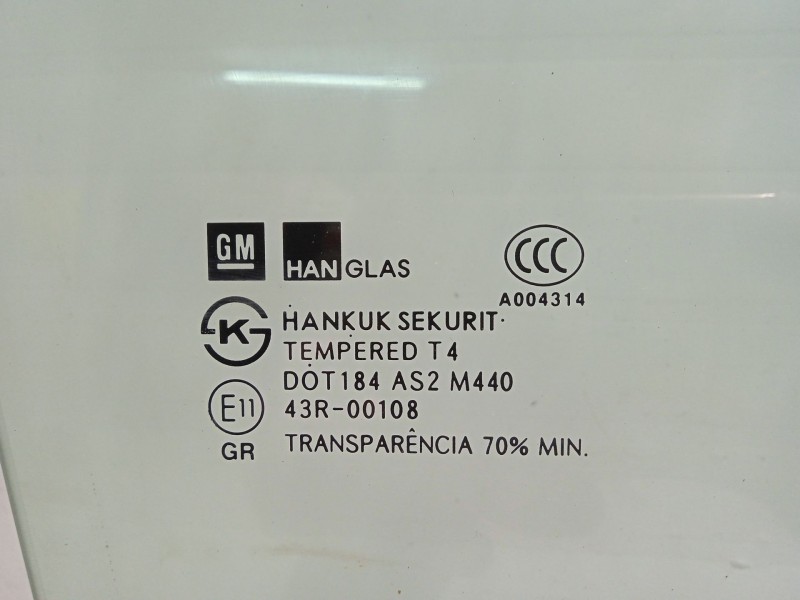 GM HANGLAS CCC
A004314
K HANKUK SEKURIT
TEMPERED T4
DOT184 AS2 M440
E11 43R-00108
GR TRANSPARÊNCIA 70% MIN.